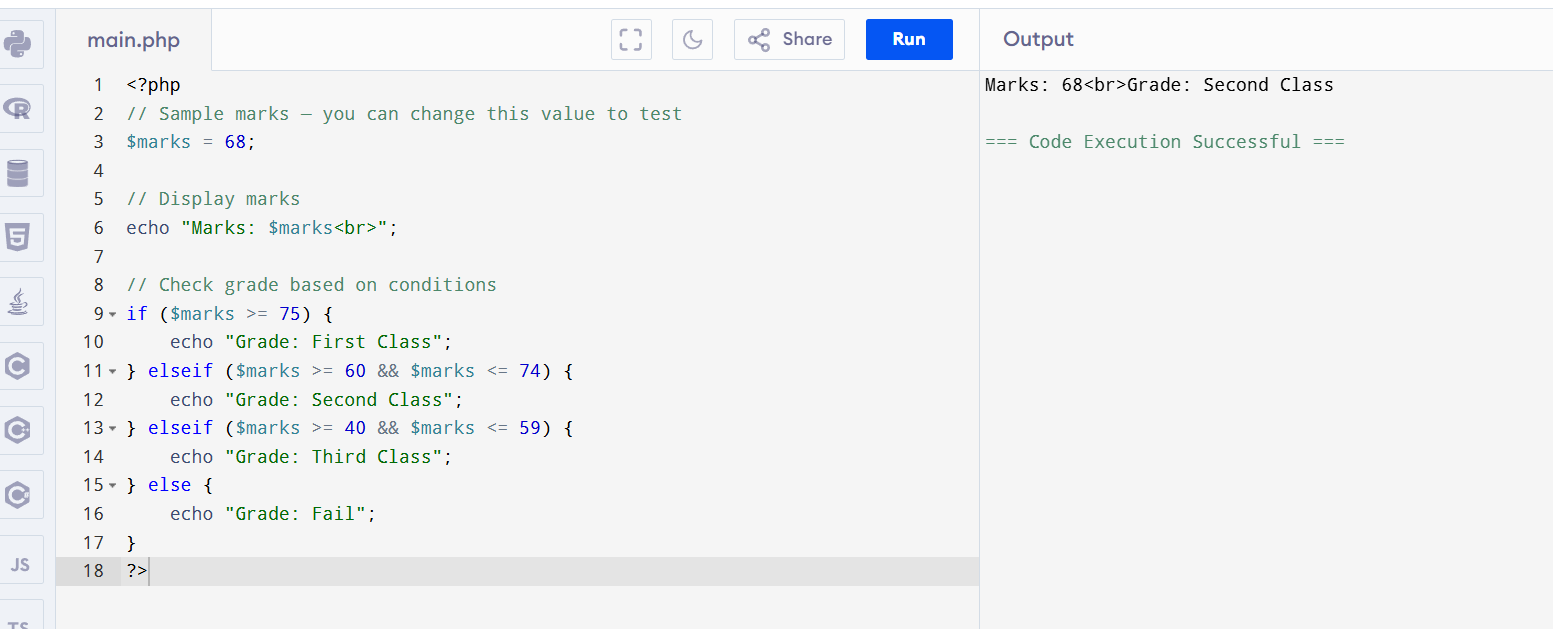 main.php
Share
Run
Output
1 <?php
2 // Sample marks – you can change this value to test
3 $marks = 68;
4
5 // Display marks
6 echo "Marks: $marks<br>";
7
8 // Check grade based on conditions
9 if ($marks >= 75) {
10     echo "Grade: First Class";
11 } elseif ($marks >= 60 && $marks <= 74) {
12     echo "Grade: Second Class";
13 } elseif ($marks >= 40 && $marks <= 59) {
14     echo "Grade: Third Class";
15 } else {
16     echo "Grade: Fail";
17 }
18 ?>
Marks: 68<br>Grade: Second Class
=== Code Execution Successful ===
R
5
C
C
C
JS
TS